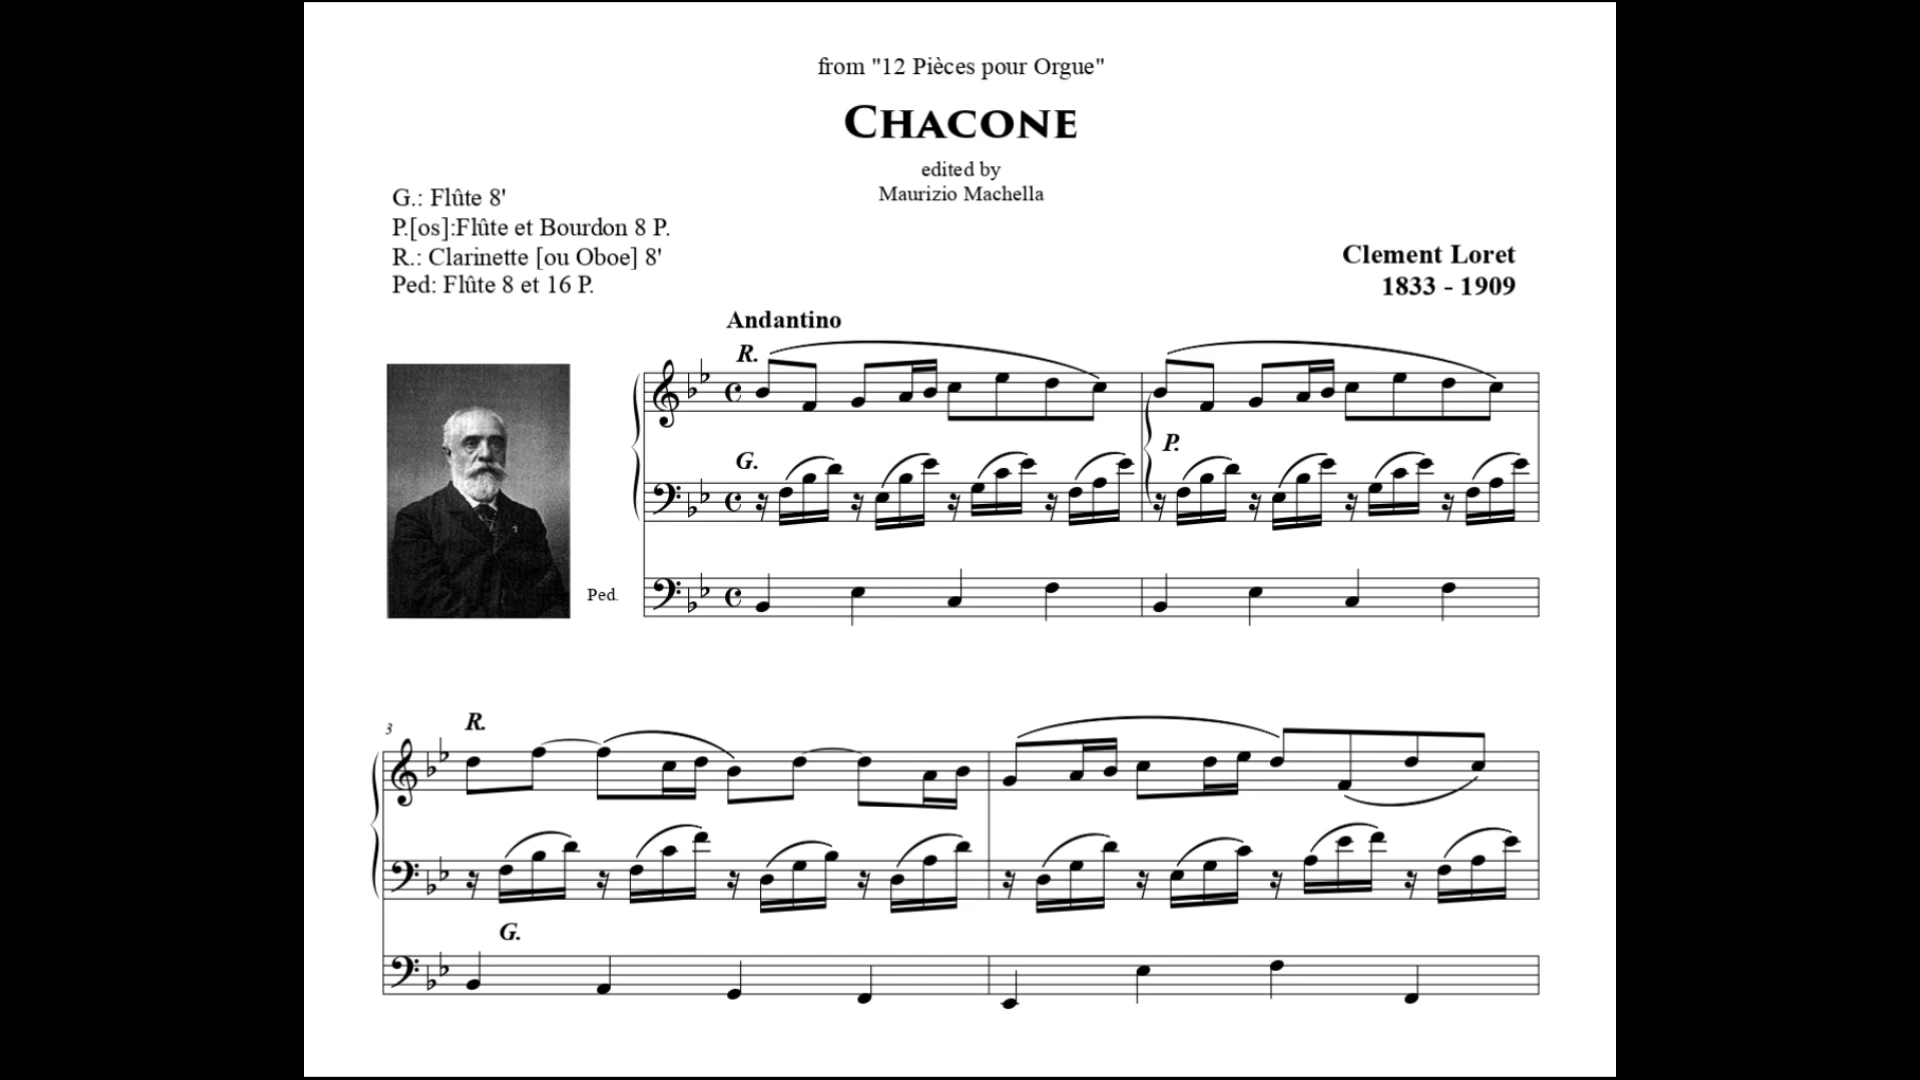 from "12 Pièces pour Orgue"
CHACONE
edited by
Maurizio Machella
G.: Flûte 8'
P.[os]:Flûte et Bourdon 8 P.
R.: Clarinette [ou Oboe] 8'
Ped: Flûte 8 et 16 P.
Clement Loret
1833 - 1909
Andantino
R.
G.
P.
Ped.
3
R.
G.